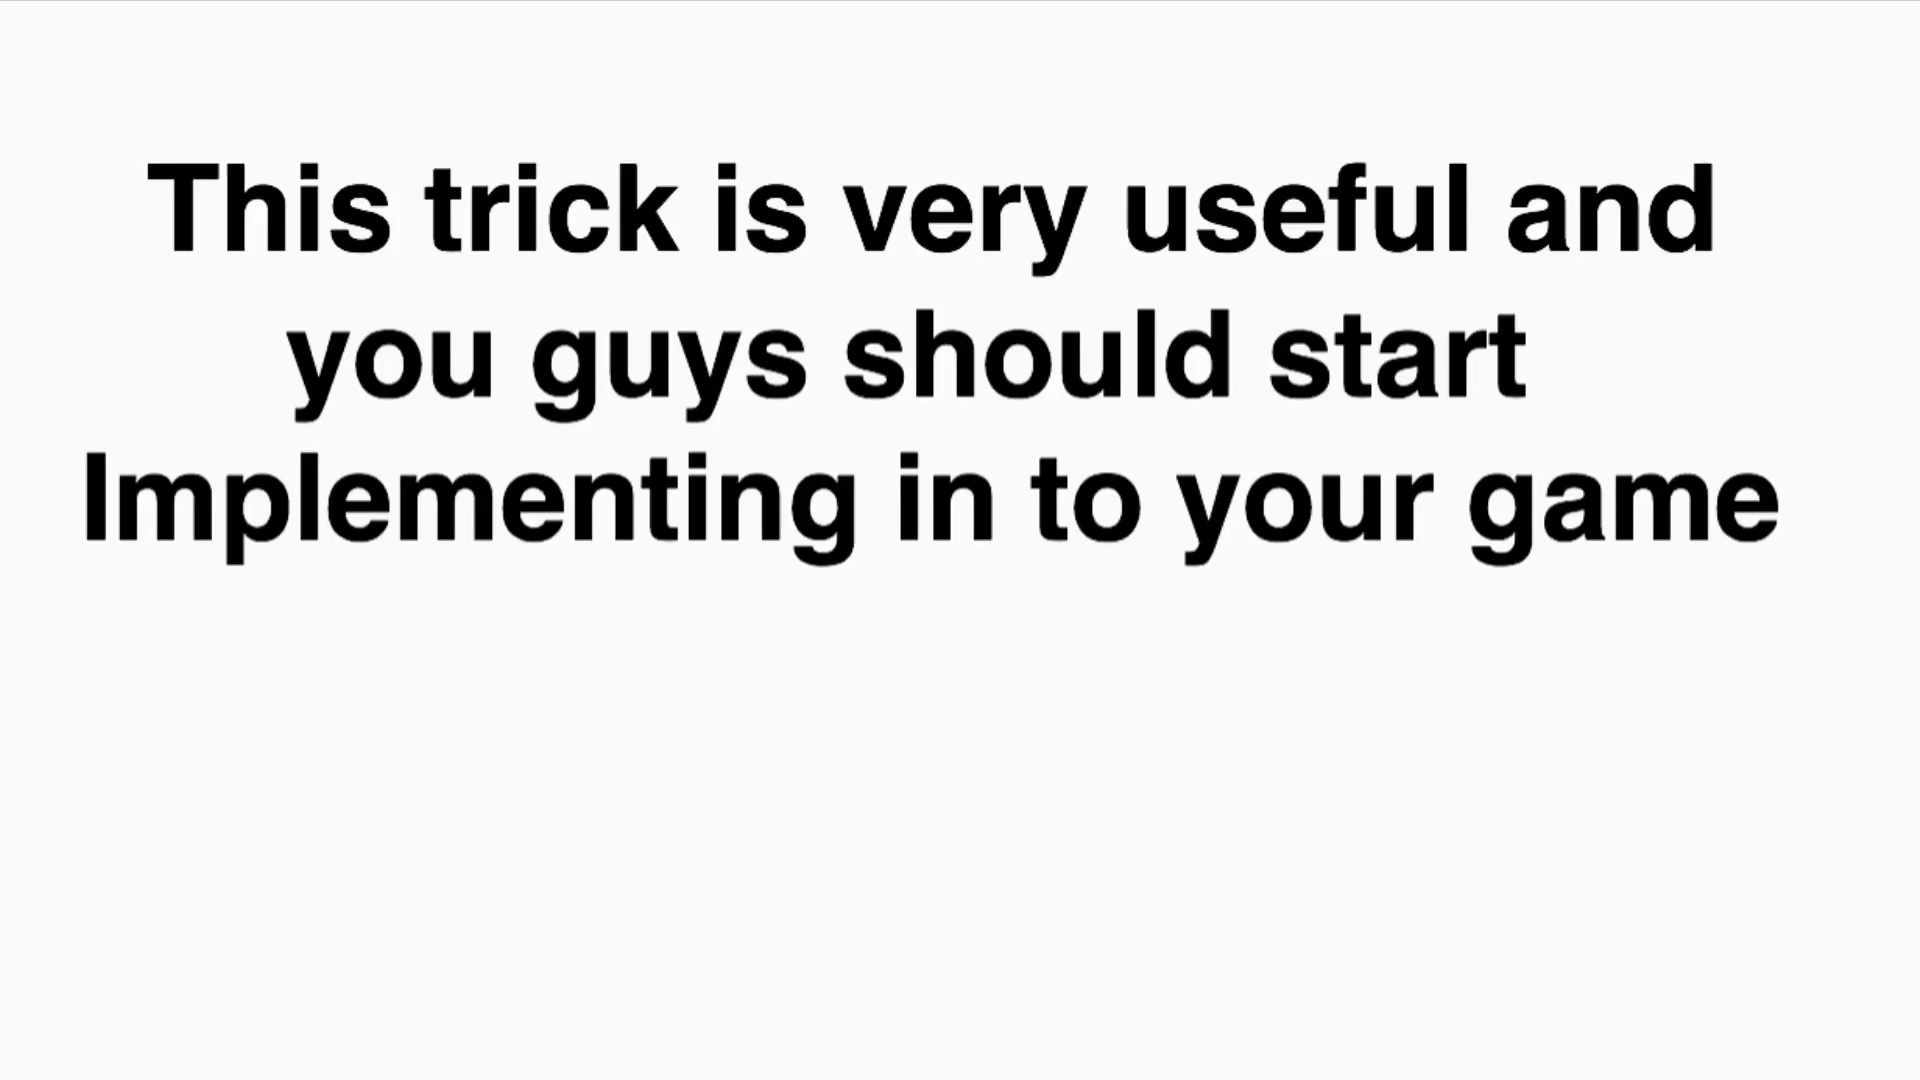 This trick is very useful and
you guys should start
Implementing in to your game